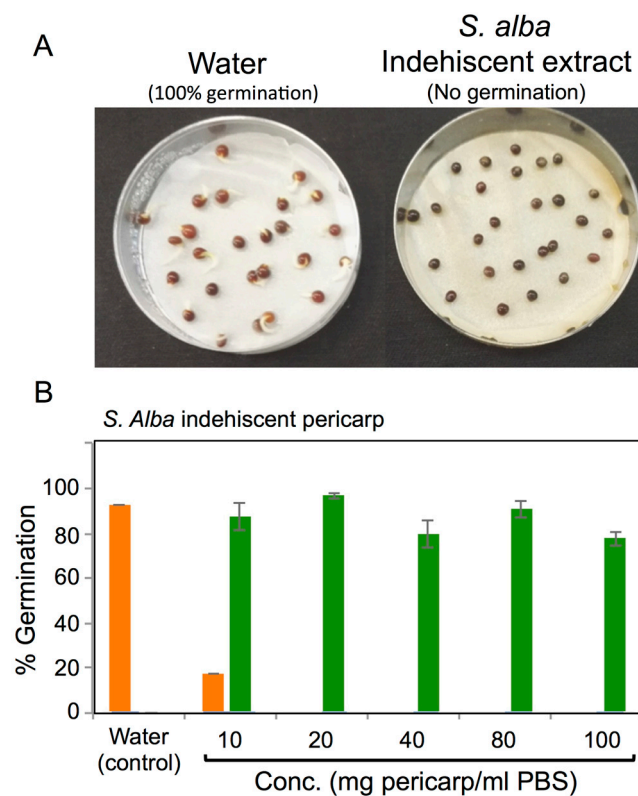 A
Water
(100% germination)
S. alba
Indehiscent extract
(No germination)
B
S. Alba indehiscent pericarp
% Germination
100
80
60
40
20
0
Water
(control)
10
20
40
80
100
Conc. (mg pericarp/ml PBS)